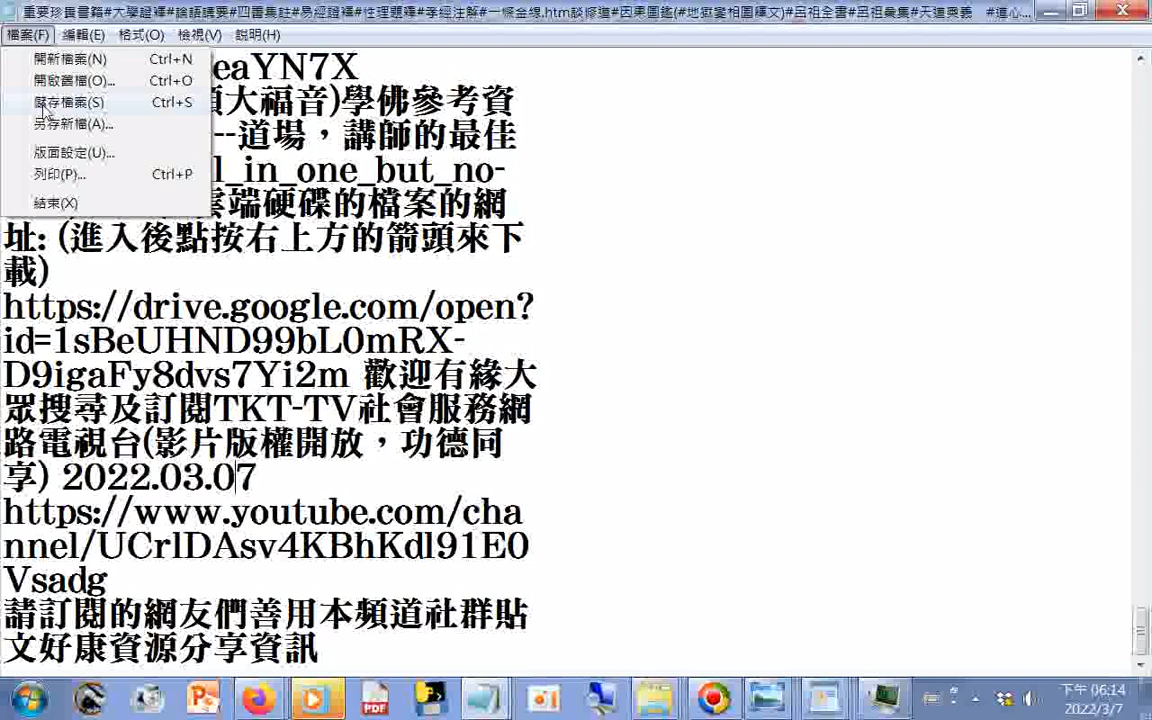 重要珍貴書籍#大學證釋#論語講要#四書集註#易經證釋#性理題釋#孝經注解#一條金線.htm談修道#因果圖鑑(#地獄變相圖釋文)#呂祖全書#呂祖彙集#天道奧義 #道心...
檔案(F) 編輯(E) 格式(O) 檢視(V) 說明(H)
開新檔案(N) Ctrl+N
開啟舊檔(O)... Ctrl+O
儲存檔案(S) Ctrl+S
另存新檔(A)...
版面設定(U)...
列印(P)... Ctrl+P
結束(X)
eaYN7X
大福音)學佛參考資
--道場，講師的最佳
l_in_one_but_no-
雲端硬碟的檔案的網
址: (進入後點按右上方的箭頭來下
載)
https://drive.google.com/open?
id=1sBeUHND99bL0mRX-
D9igaFy8dvs7Yi2m 歡迎有緣大
眾搜尋及訂閱TKT-TV社會服務網
路電視台(影片版權開放，功德同
享) 2022.03.07
https://www.youtube.com/cha
nnel/UCrlDAsv4KBhKdl91E0
Vsadg
請訂閱的網友們善用本頻道社群貼
文好康資源分享資訊
下午 06:14
2022/3/7